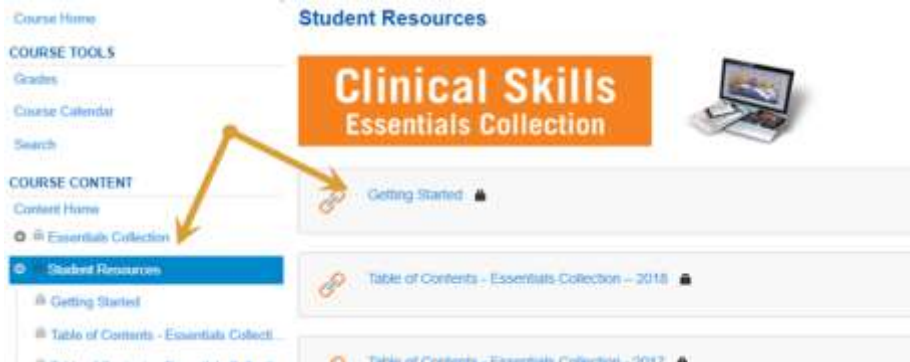 Course Home
COURSE TOOLS
Grades
Course Calendar
Search
COURSE CONTENT
Content Home
Essentials Collection
Student Resources
Getting Started
Table of Contents - Essentials Collecti...
Student Resources
Clinical Skills
Essentials Collection
Getting Started
Table of Contents - Essentials Collection – 2018
Table of Contents - Essentials Collection - 2017